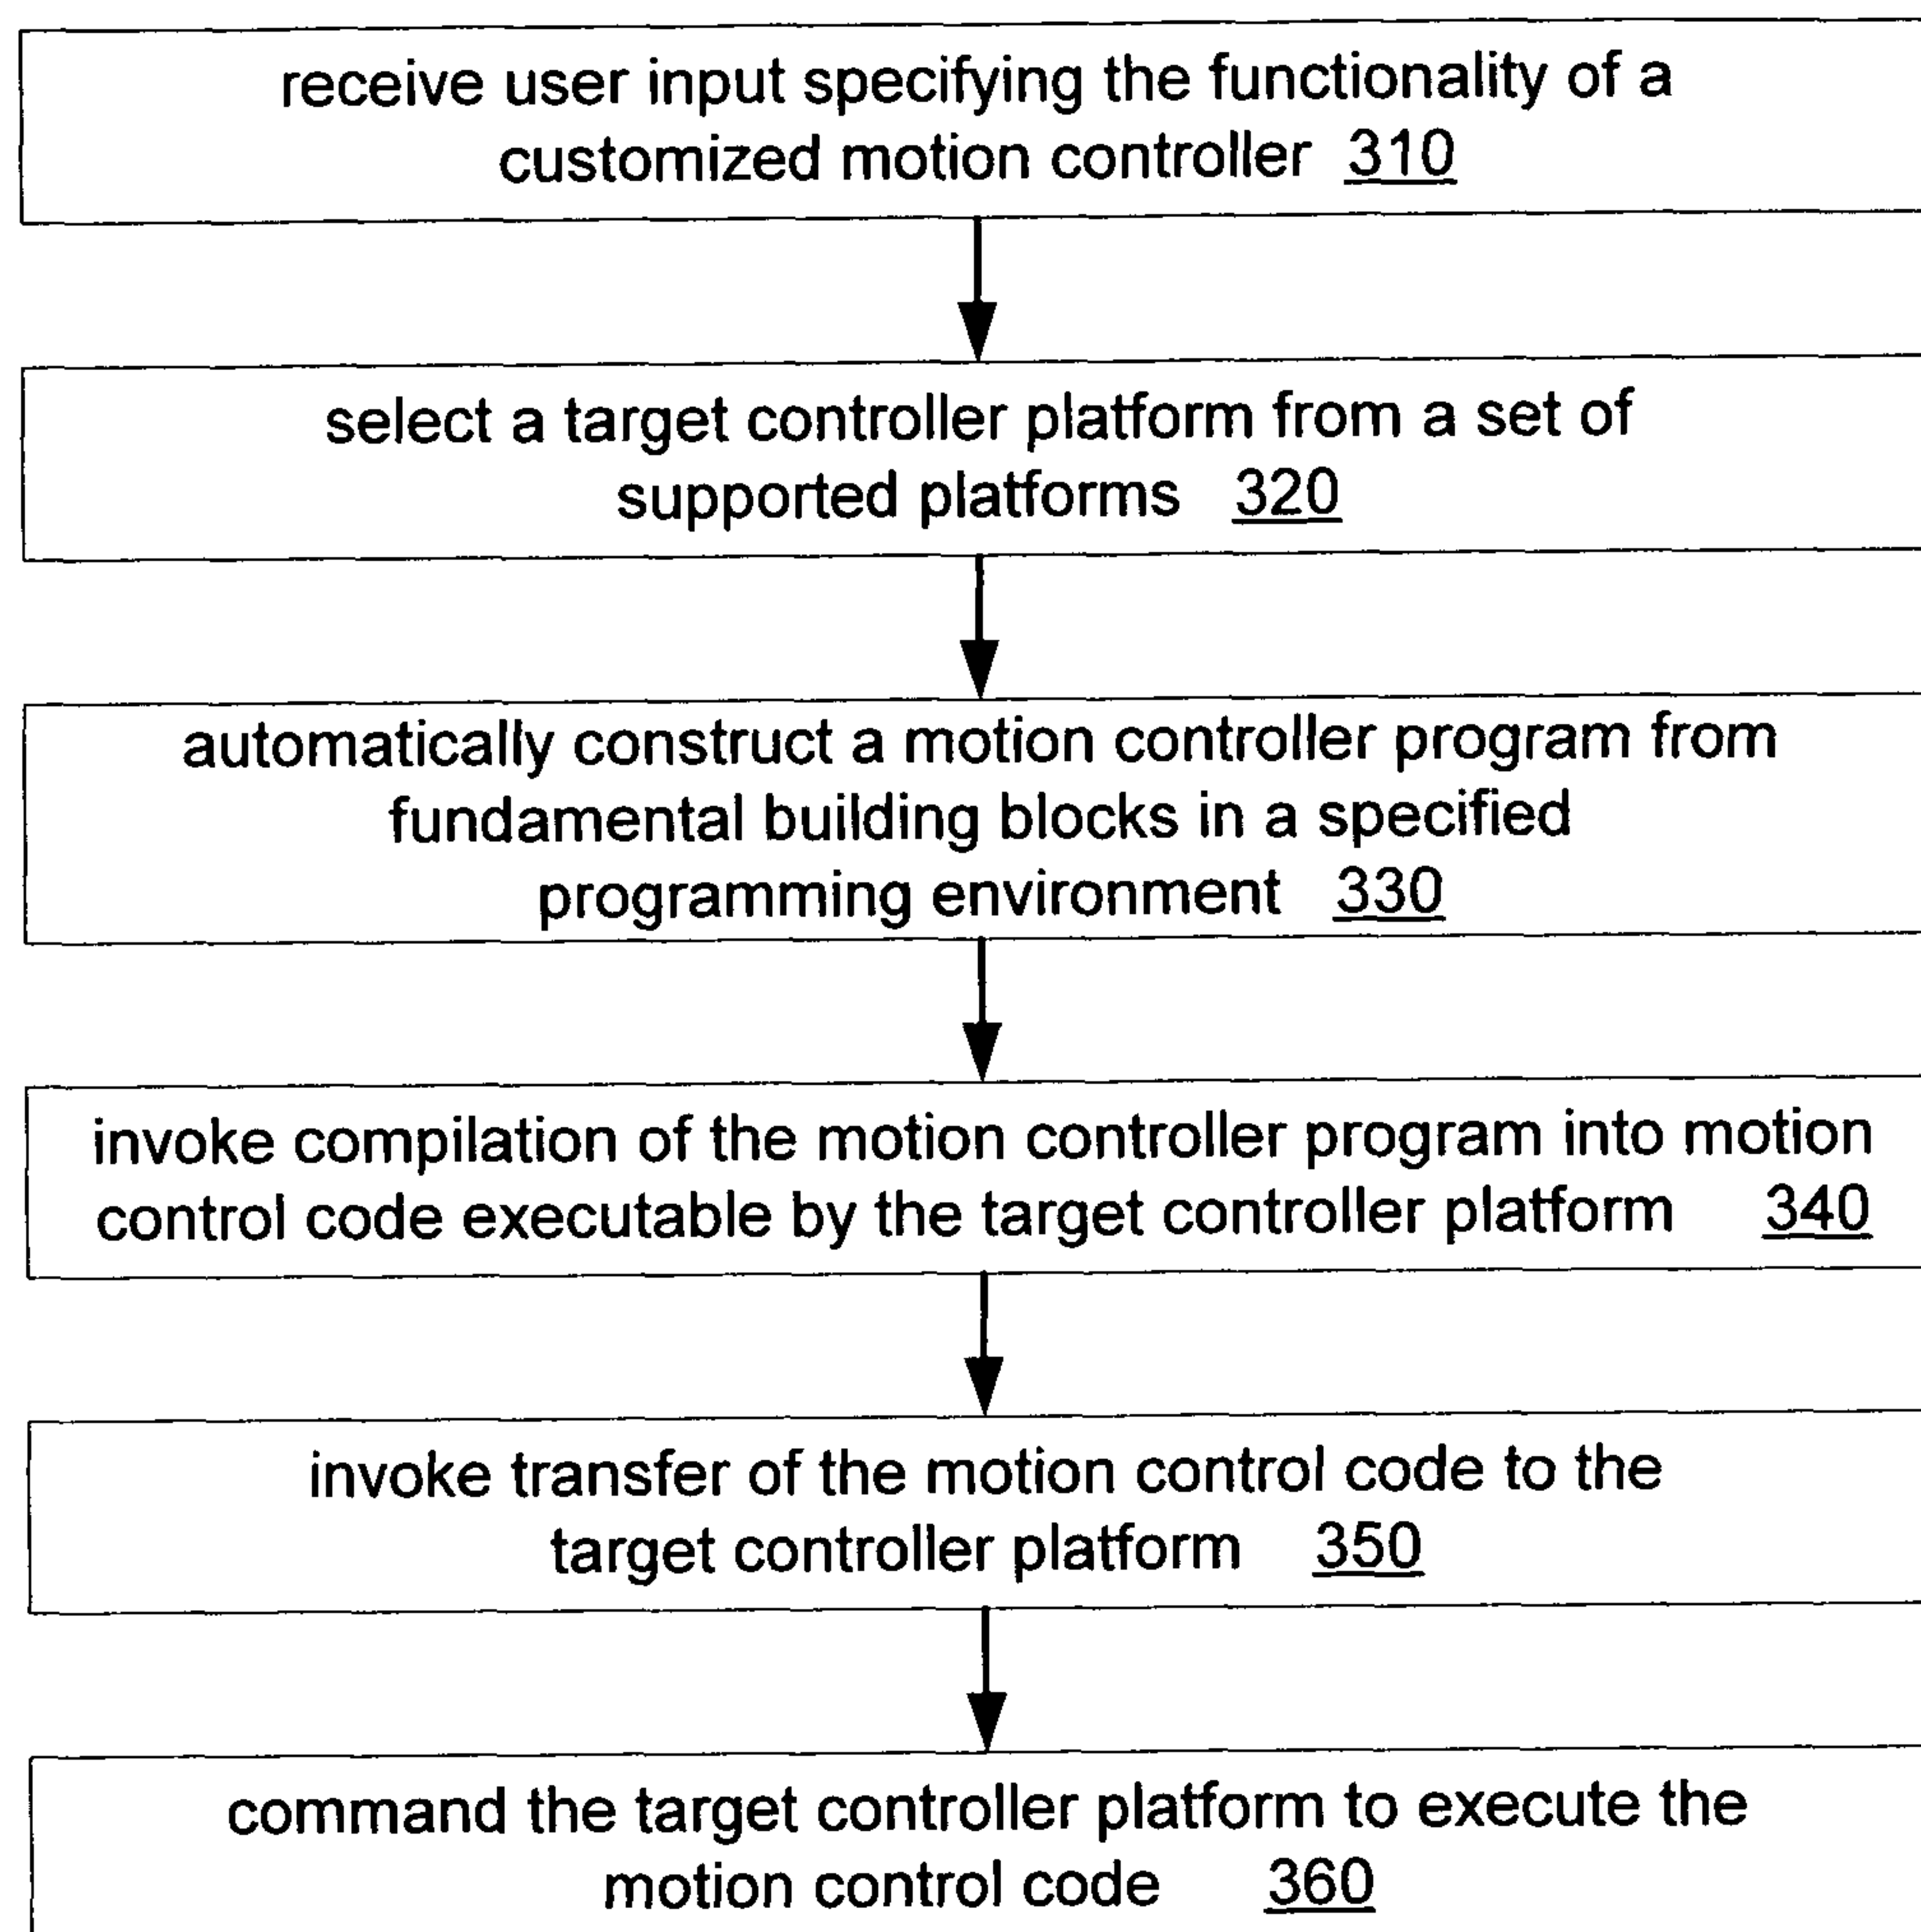 receive user input specifying the functionality of a
customized motion controller 310
select a target controller platform from a set of
supported platforms 320
automatically construct a motion controller program from
fundamental building blocks in a specified
programming environment 330
invoke compilation of the motion controller program into motion
control code executable by the target controller platform 340
invoke transfer of the motion control code to the
target controller platform 350
command the target controller platform to execute the
motion control code 360